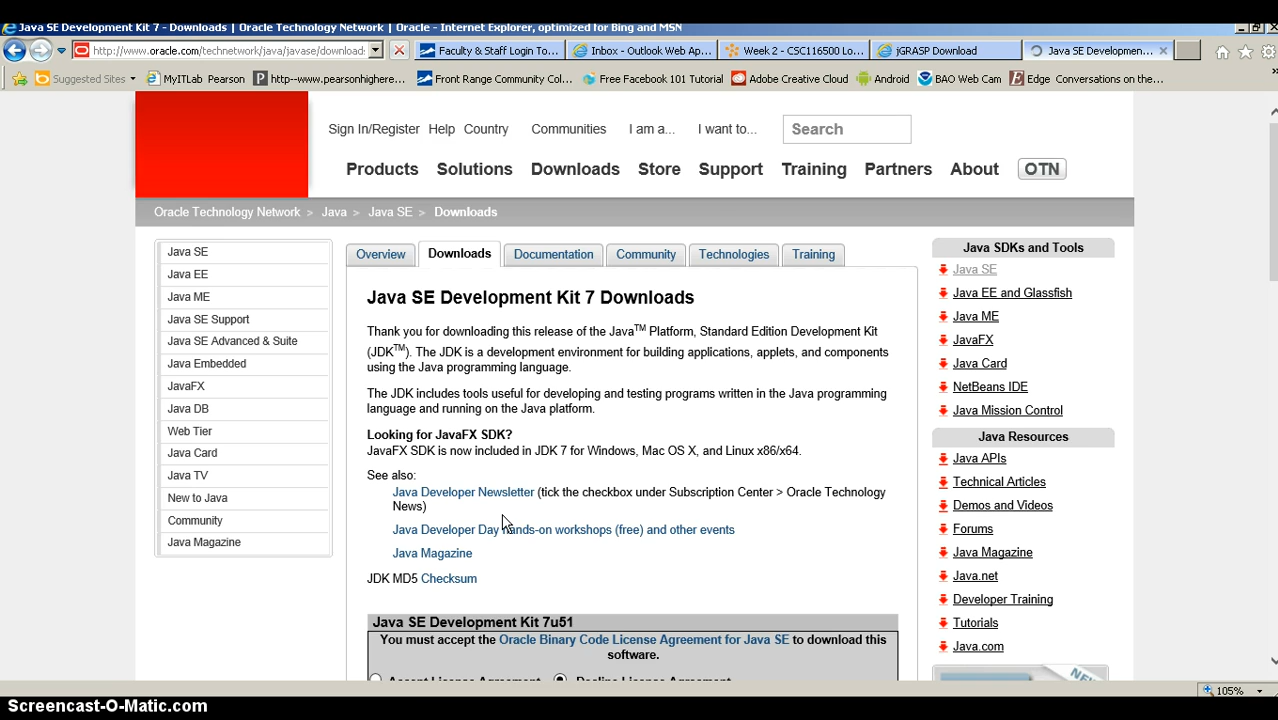 Java SE Development Kit 7 - Downloads | Oracle Technology Network | Oracle - Internet Explorer, optimized for Bing and MSN
http://www.oracle.com/technetwork/java/javase/download
Faculty & Staff Login To...
Inbox - Outlook Web Ap...
Week 2 - CSC116500 Lo...
jGRASP Download
Java SE Developmen...
Suggested Sites
MyITLab Pearson
http--www.pearsonhighere...
Front Range Community Col...
Free Facebook 101 Tutorial
Adobe Creative Cloud
Android
BAO Web Cam
Edge Conversations on the...
Sign In/Register Help Country Communities I am a... I want to... Search
Products Solutions Downloads Store Support Training Partners About OTN
Oracle Technology Network > Java > Java SE > Downloads
Java SE
Java EE
Java ME
Java SE Support
Java SE Advanced & Suite
Java Embedded
JavaFX
Java DB
Web Tier
Java Card
Java TV
New to Java
Community
Java Magazine
Overview Downloads Documentation Community Technologies Training
Java SE Development Kit 7 Downloads
Thank you for downloading this release of the Java™ Platform, Standard Edition Development Kit
(JDK™). The JDK is a development environment for building applications, applets, and components
using the Java programming language.
The JDK includes tools useful for developing and testing programs written in the Java programming
language and running on the Java platform.
Looking for JavaFX SDK?
JavaFX SDK is now included in JDK 7 for Windows, Mac OS X, and Linux x86/x64.
See also:
Java Developer Newsletter (tick the checkbox under Subscription Center > Oracle Technology
News)
Java Developer Day hands-on workshops (free) and other events
Java Magazine
JDK MD5 Checksum
Java SE Development Kit 7u51
You must accept the Oracle Binary Code License Agreement for Java SE to download this
software.
Accept License Agreement Decline License Agreement
Java SDKs and Tools
Java SE
Java EE and Glassfish
Java ME
JavaFX
Java Card
NetBeans IDE
Java Mission Control
Java Resources
Java APIs
Technical Articles
Demos and Videos
Forums
Java Magazine
Java.net
Developer Training
Tutorials
Java.com
NEW
105%
Screencast-O-Matic.com